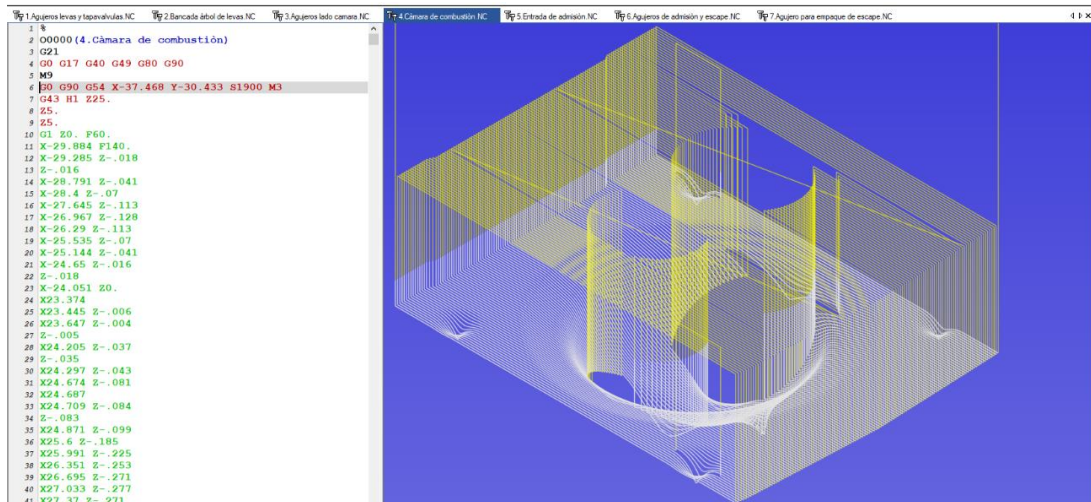 1.Agujeros levas y tapavalvulas.NC 2.Bancada árbol de levas.NC 3.Agujeros lado camara.NC 4.Cámara de combustión.NC 5.Entrada de admisión.NC 6.Agujeros de admisión y escape.NC 7.Agujero para empaque de escape.NC
1 %
2 O0000(4.Cámara de combustión)
3 G21
4 G0 G17 G40 G49 G80 G90
5 M9
6 G0 G90 G54 X-37.468 Y-30.433 S1900 M3
7 G43 H1 Z25.
8 Z5.
9 Z5.
10 G1 Z0. F60.
11 X-29.884 F140.
12 X-29.285 Z-.018
13 Z-.016
14 X-28.791 Z-.041
15 X-28.4 Z-.07
16 X-27.645 Z-.113
17 X-26.967 Z-.128
18 X-26.29 Z-.113
19 X-25.535 Z-.07
20 X-25.144 Z-.041
21 X-24.65 Z-.016
22 Z-.018
23 X-24.051 Z0.
24 X23.374
25 X23.445 Z-.006
26 X23.647 Z-.004
27 Z-.005
28 X24.205 Z-.037
29 Z-.035
30 X24.297 Z-.043
31 X24.674 Z-.081
32 X24.687
33 X24.709 Z-.084
34 Z-.083
35 X24.871 Z-.099
36 X25.6 Z-.185
37 X25.991 Z-.225
38 X26.351 Z-.253
39 X26.695 Z-.271
40 X27.033 Z-.277
41 X27.37 Z-.271